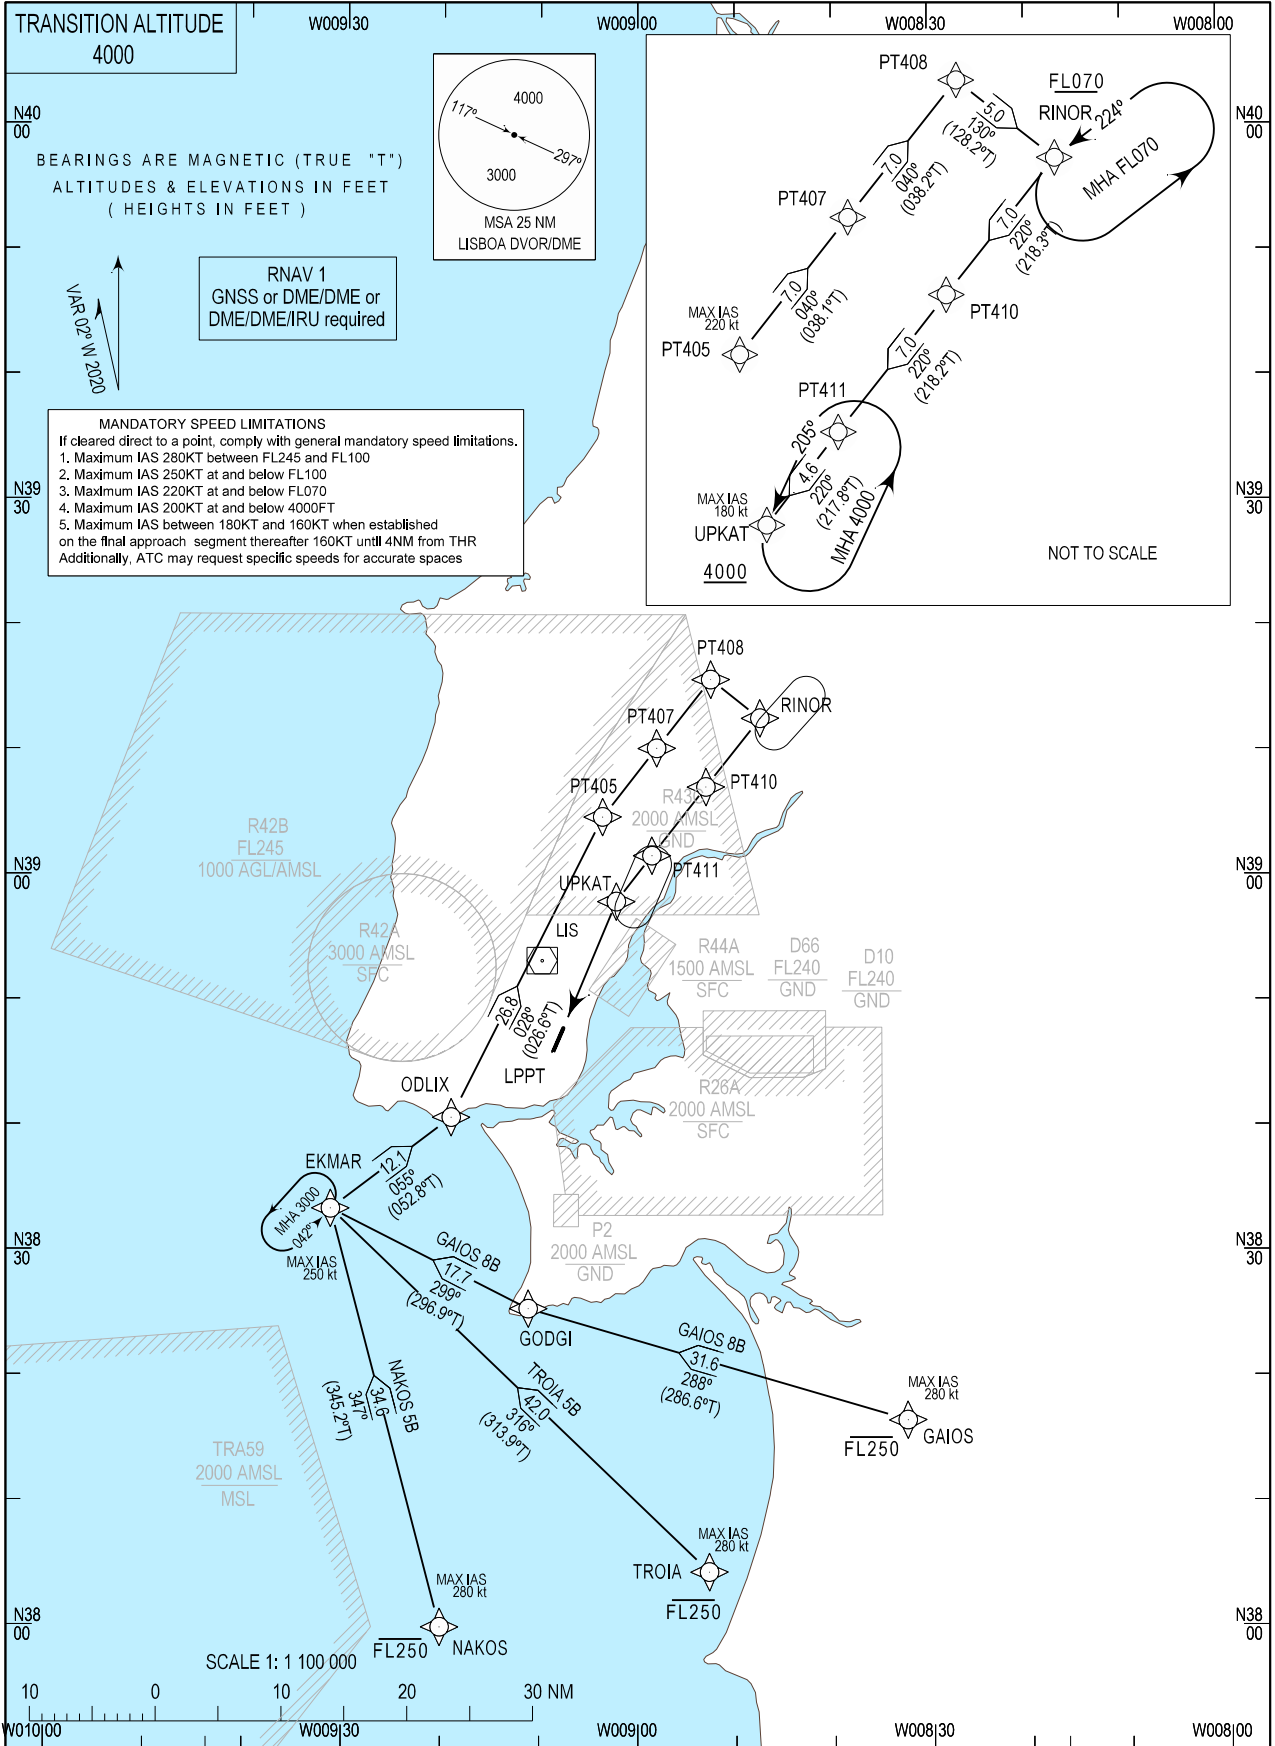 TRANSITION ALTITUDE
4000
W009 30
W009 00
W008 30
W008 00
N40
00
N40
00
BEARINGS ARE MAGNETIC (TRUE "T")
ALTITUDES & ELEVATIONS IN FEET
( HEIGHTS IN FEET )
VAR 02° W 2020
RNAV 1
GNSS or DME/DME or
DME/DME/IRU required
4000
117°
297°
3000
MSA 25 NM
LISBOA DVOR/DME
PT408
FL070
RINOR
5.0
130°
(128.2°T)
224°
MHA FL070
7.0
040°
(038.2°T)
PT407
7.0
220°
(218.3°T)
7.0
040°
(038.1°T)
PT410
MAX IAS
220 kt
PT405
7.0
220°
(218.2°T)
PT411
205°
4.6
220°
(217.8°T)
MHA 4000
MAX IAS
180 kt
UPKAT
4000
NOT TO SCALE
MANDATORY SPEED LIMITATIONS
If cleared direct to a point, comply with general mandatory speed limitations.
1. Maximum IAS 280KT between FL245 and FL100
2. Maximum IAS 250KT at and below FL100
3. Maximum IAS 220KT at and below FL070
4. Maximum IAS 200KT at and below 4000FT
5. Maximum IAS between 180KT and 160KT when established
on the final approach segment thereafter 160KT until 4NM from THR
Additionally, ATC may request specific speeds for accurate spaces
N39
30
N39
30
PT408
RINOR
PT407
PT410
PT405
R43B
2000 AMSL
GND
R42B
FL245
1000 AGL/AMSL
N39
00
N39
00
PT411
UPKAT
LIS
R42A
3000 AMSL
SFC
R44A
1500 AMSL
SFC
D66
FL240
GND
D10
FL240
GND
26.8
028°
(026.6°T)
LPPT
ODLIX
R26A
2000 AMSL
SFC
EKMAR
12.1
055°
(052.8°T)
MHA 3000
042°
MAX IAS
250 kt
P2
2000 AMSL
GND
N38
30
N38
30
GAIOS 8B
17.7
299°
(296.9°T)
GODGI
GAIOS 8B
31.6
288°
(286.6°T)
NAKOS 5B
34.6
347°
(345.2°T)
TROIA 5B
42.0
316°
(313.9°T)
MAX IAS
280 kt
FL250
GAIOS
TRA59
2000 AMSL
MSL
MAX IAS
280 kt
TROIA
FL250
MAX IAS
280 kt
FL250
NAKOS
N38
00
N38
00
SCALE 1: 1 100 000
10 0 10 20 30 NM
W010 00
W009 30
W009 00
W008 30
W008 00